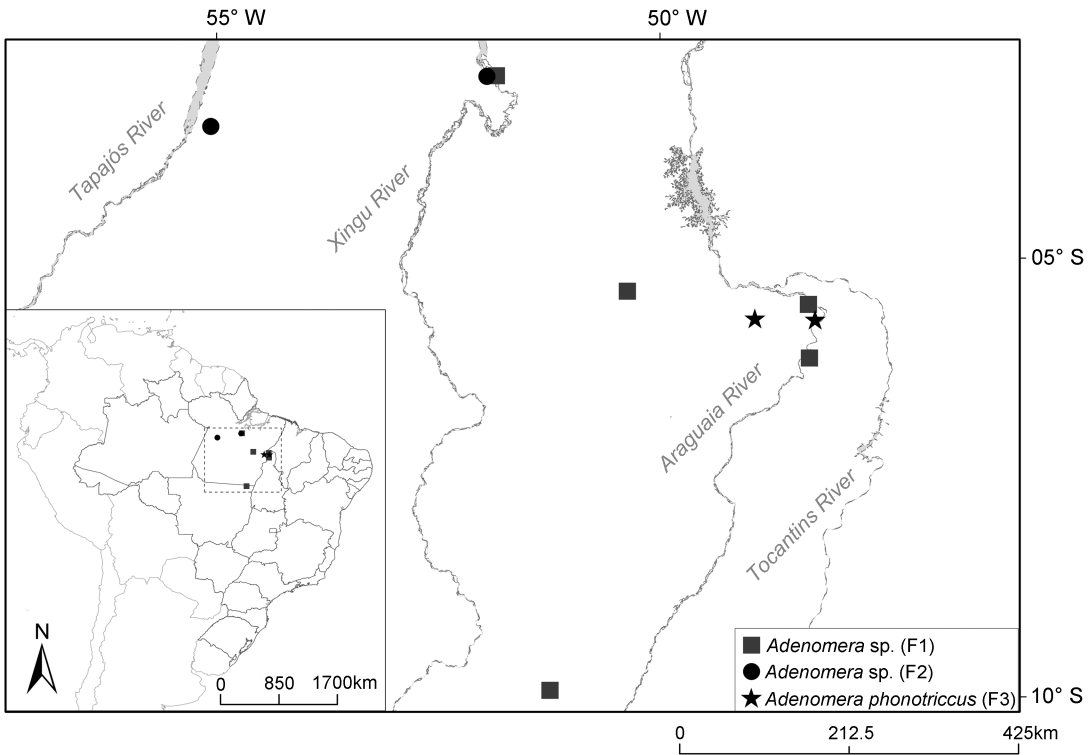 55° W
50° W
Tapajós River
Xingu River
05° S
Araguaia River
Tocantins River
N
0 850 1700km
Adenomera sp. (F1)
Adenomera sp. (F2)
Adenomera phonotriccus (F3)
10° S
0 212.5 425km